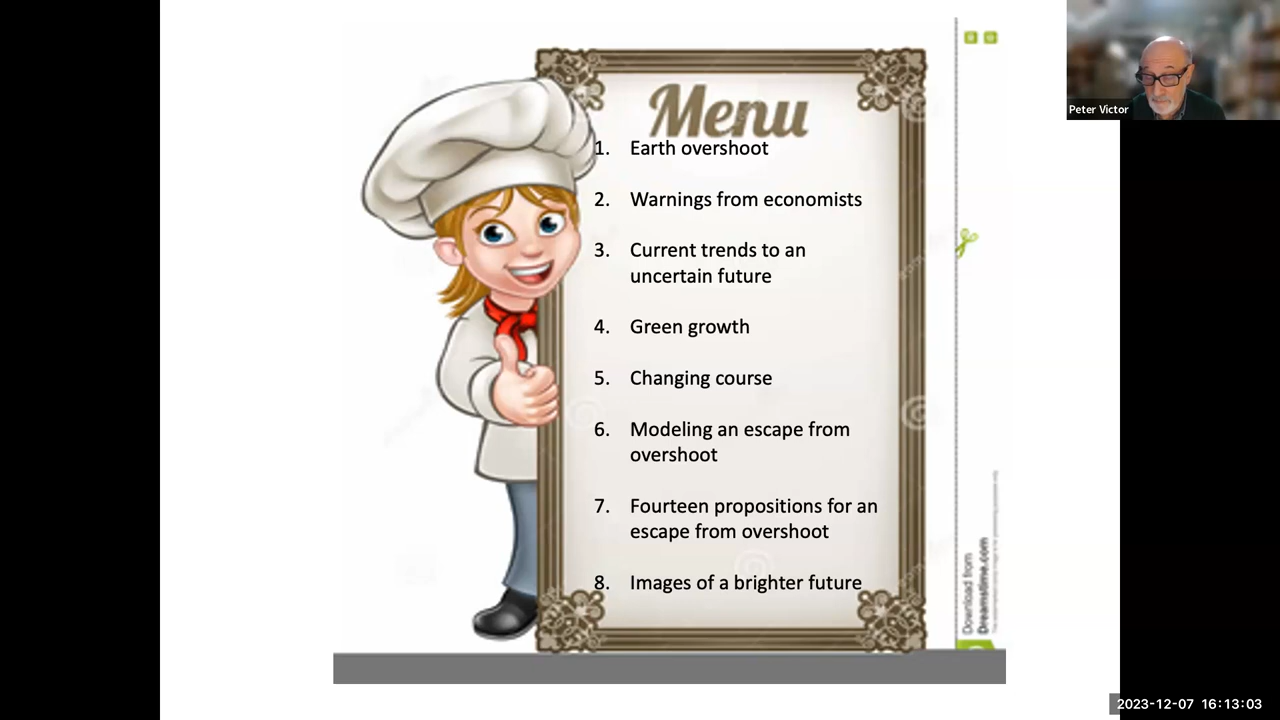 Menu
1. Earth overshoot
2. Warnings from economists
3. Current trends to an
uncertain future
4. Green growth
5. Changing course
6. Modeling an escape from
overshoot
7. Fourteen propositions for an
escape from overshoot
8. Images of a brighter future
Download from
Dreamstime.com
Peter Victor
2023-12-07 16:13:03